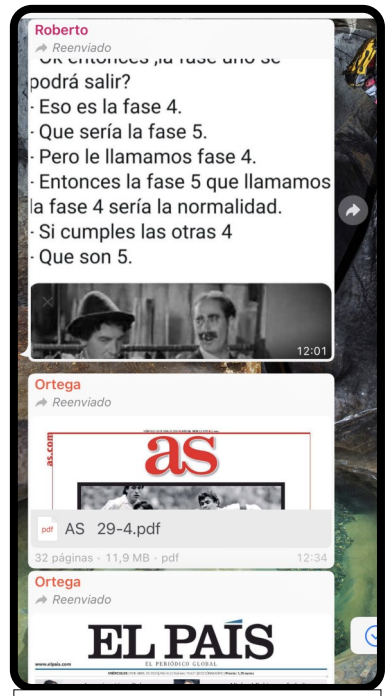 Roberto
Reenviado
podrá salir?
· Eso es la fase 4.
· Que sería la fase 5.
· Pero le llamamos fase 4.
· Entonces la fase 5 que llamamos
la fase 4 sería la normalidad.
· Si cumples las otras 4
· Que son 5.
12:01
Ortega
Reenviado
as.com
as
pdf
AS 29-4.pdf
32 páginas · 11,9 MB · pdf
12:34
Ortega
Reenviado
EL PAÍS
www.elpais.com
EL PERIÓDICO GLOBAL